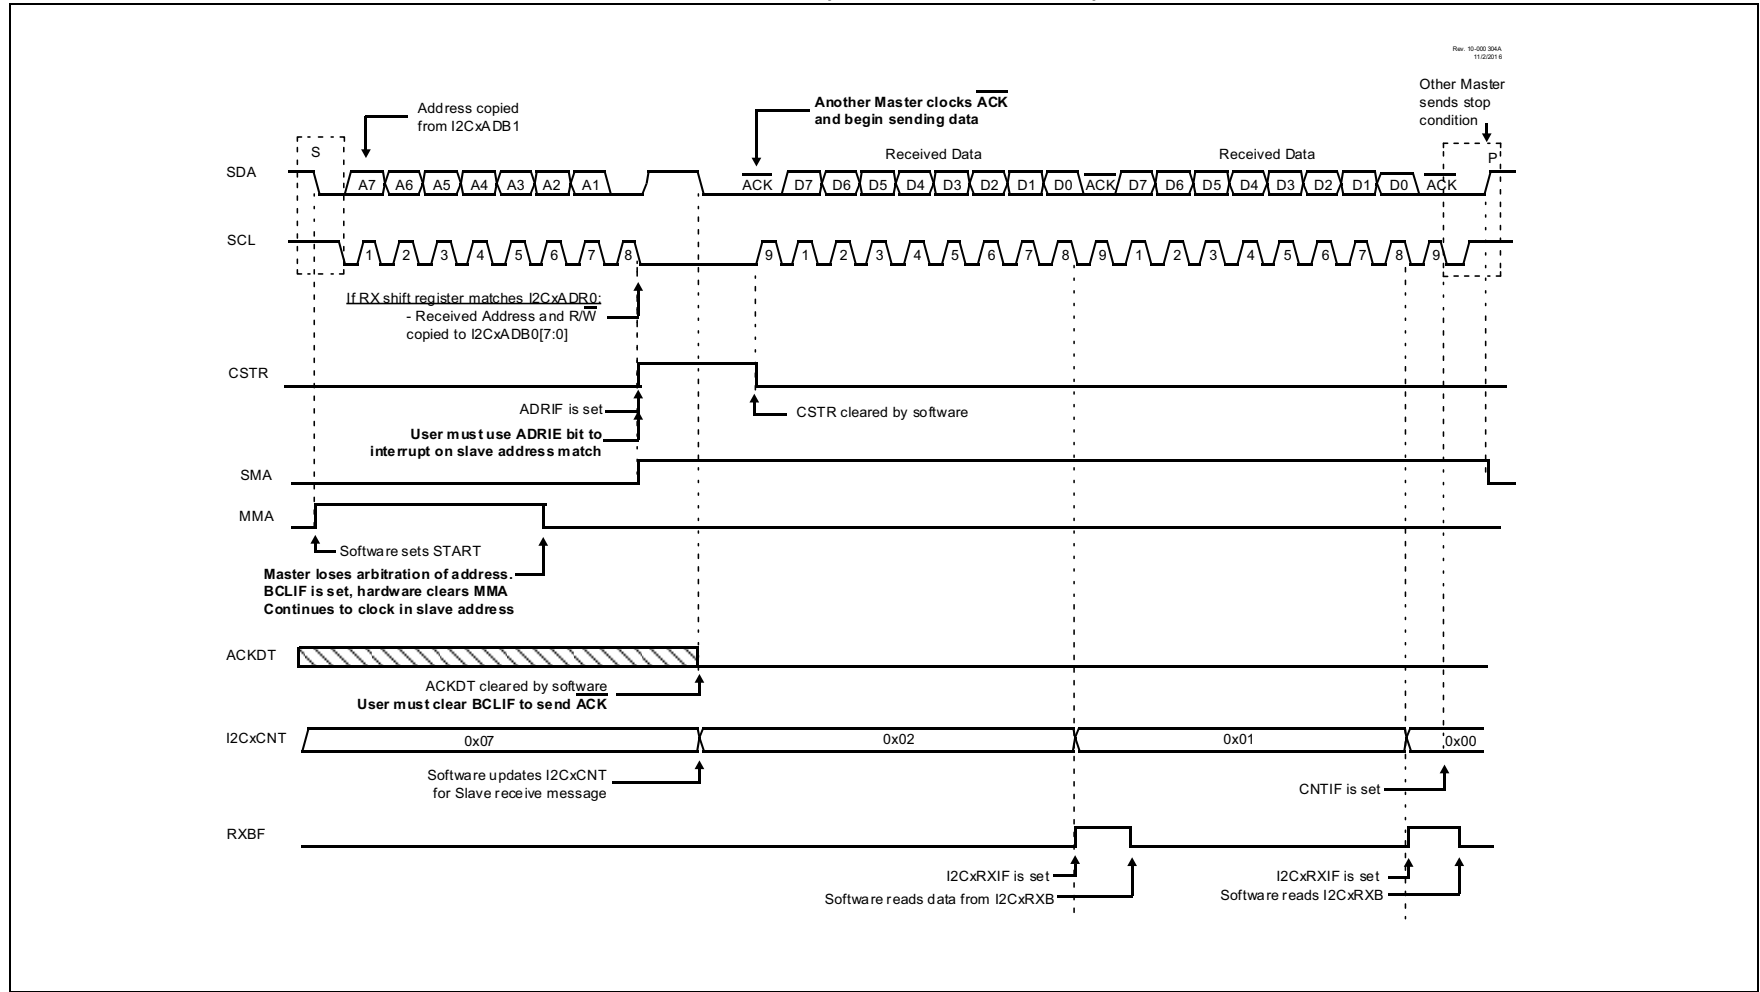 Rev. 10-000 304A
11/2/2016
Other Master
sends stop
condition
Address copied
from I2CxADB1
Another Master clocks ACK
and begin sending data
S
Received Data
Received Data
P
SDA
A7 A6 A5 A4 A3 A2 A1
ACK D7 D6 D5 D4 D3 D2 D1 D0 ACK D7 D6 D5 D4 D3 D2 D1 D0 ACK
SCL
1 2 3 4 5 6 7 8 9 1 2 3 4 5 6 7 8 9 1 2 3 4 5 6 7 8 9
If RX shift register matches I2CxADR0:
- Received Address and R/W
copied to I2CxADB0[7:0]
CSTR
ADRIF is set
CSTR cleared by software
User must use ADRIE bit to
interrupt on slave address match
SMA
MMA
Software sets START
Master loses arbitration of address.
BCLIF is set, hardware clears MMA
Continues to clock in slave address
ACKDT
ACKDT cleared by software
User must clear BCLIF to send ACK
I2CxCNT
0x07 0x02 0x01 0x00
Software updates I2CxCNT
for Slave receive message
CNTIF is set
RXBF
I2CxRXIF is set
Software reads data from I2CxRXB
I2CxRXIF is set
Software reads I2CxRXB